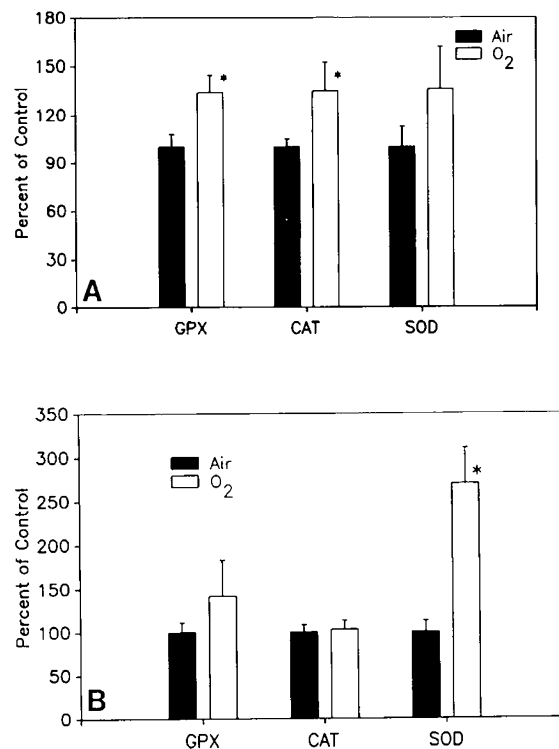 180
150
120
90
60
30
0
Percent of Control
Air
O2
*
*
A
GPX
CAT
SOD
350
300
250
200
150
100
50
0
Percent of Control
Air
O2
*
B
GPX
CAT
SOD